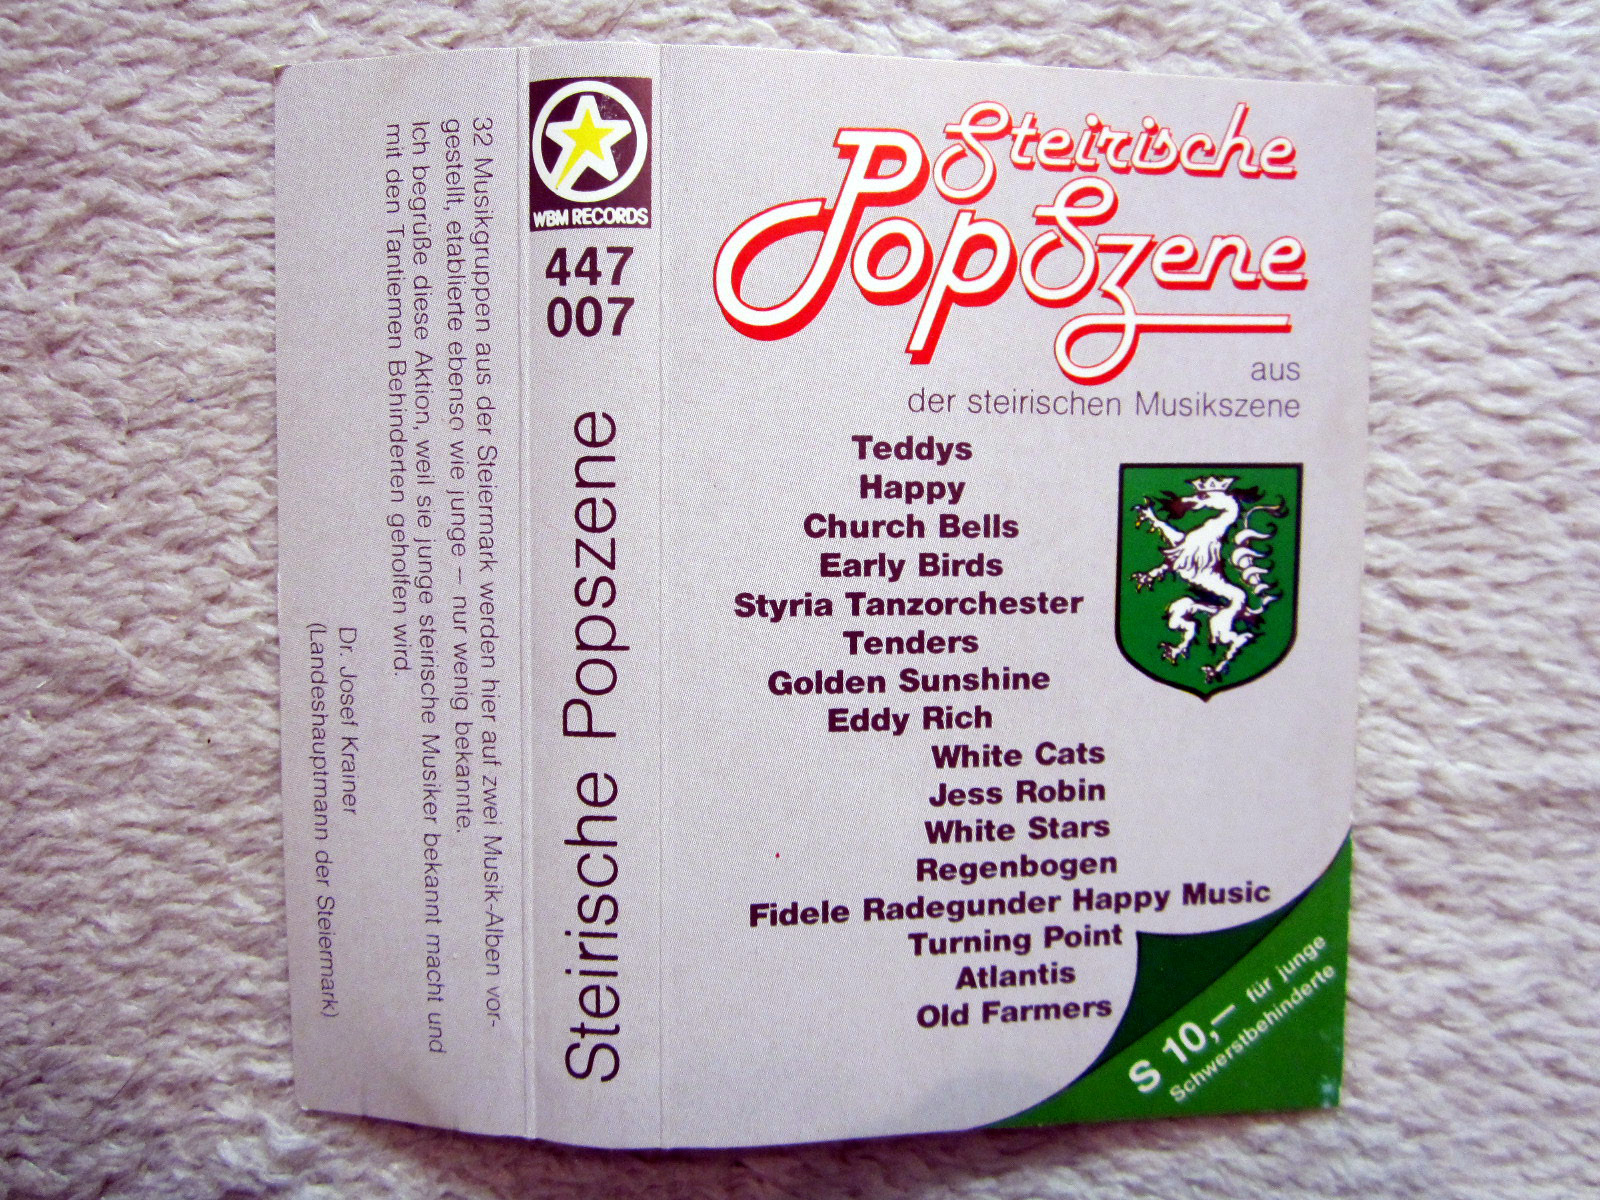 32 Musikgruppen aus der Steiermark werden hier auf zwei Musik-Alben vor-
gestellt, etablierte ebenso wie junge – nur wenig bekannte.
Ich begrüße diese Aktion, weil sie junge steirische Musiker bekannt macht und
mit den Tantiemen Behinderten geholfen wird.
Dr. Josef Krainer
(Landeshauptmann der Steiermark)
WBM RECORDS
447
007
Steirische Popszene
Steirische
PopSzene
aus
der steirischen Musikszene
Teddys
Happy
Church Bells
Early Birds
Styria Tanzorchester
Tenders
Golden Sunshine
Eddy Rich
White Cats
Jess Robin
White Stars
Regenbogen
Fidele Radegunder Happy Music
Turning Point
Atlantis
Old Farmers
S 10,– für junge
Schwerstbehinderte